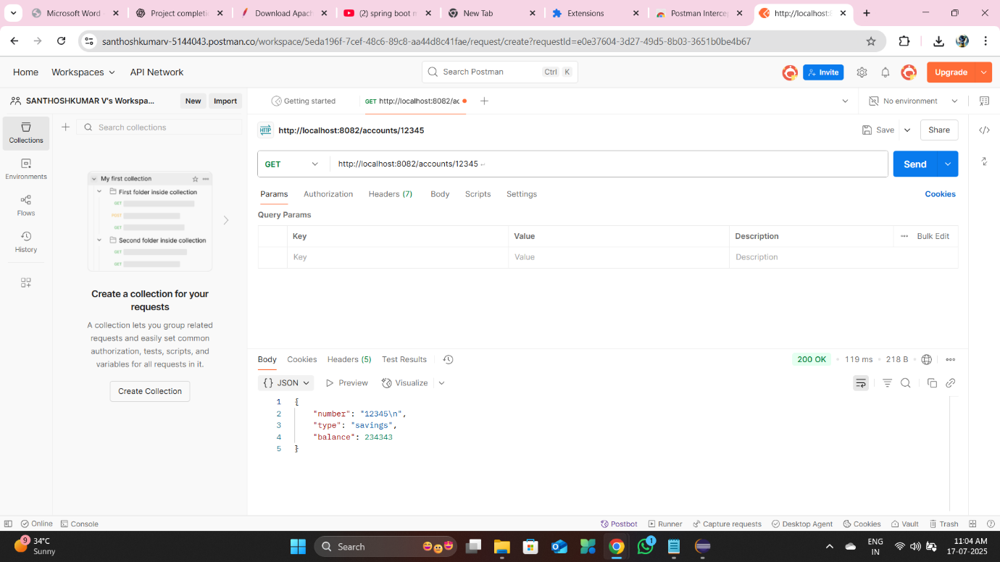 Microsoft Word
Project completi
Download Apac
(2) spring boot m
New Tab
Extensions
Postman Interce
http://localhost:8
santhoshkumarv-5144043.postman.co/workspace/5eda196f-7cef-48c6-89c8-aa44d8c41fae/request/create?requestId=e0e37604-3d27-49d5-8b03-3651b0be4b67
Home Workspaces API Network
Search Postman Ctrl K
Invite
Upgrade
SANTHOSHKUMAR V's Workspa...
New Import
Getting started
GET http://localhost:8082/ac
No environment
Collections
Search collections
HTTP http://localhost:8082/accounts/12345
Save
Share
Environments
GET http://localhost:8082/accounts/12345
Send
My first collection
First folder inside collection
GET
POST
GET
Second folder inside collection
GET
GET
Params Authorization Headers (7) Body Scripts Settings
Cookies
Flows
Query Params
Key Value Description Bulk Edit
History
Key Value Description
Create a collection for your
requests
A collection lets you group related
requests and easily set common
authorization, tests, scripts, and
variables for all requests in it.
Create Collection
Body Cookies Headers (5) Test Results
200 OK 119 ms 218 B
{} JSON Preview Visualize
1 {
2 "number": "12345\n",
3 "type": "savings",
4 "balance": 234343
5 }
Online Console
Postbot Runner Capture requests Desktop Agent Cookies Vault Trash
9
34°C
Sunny
Search
1
ENG
IN
11:04 AM
17-07-2025